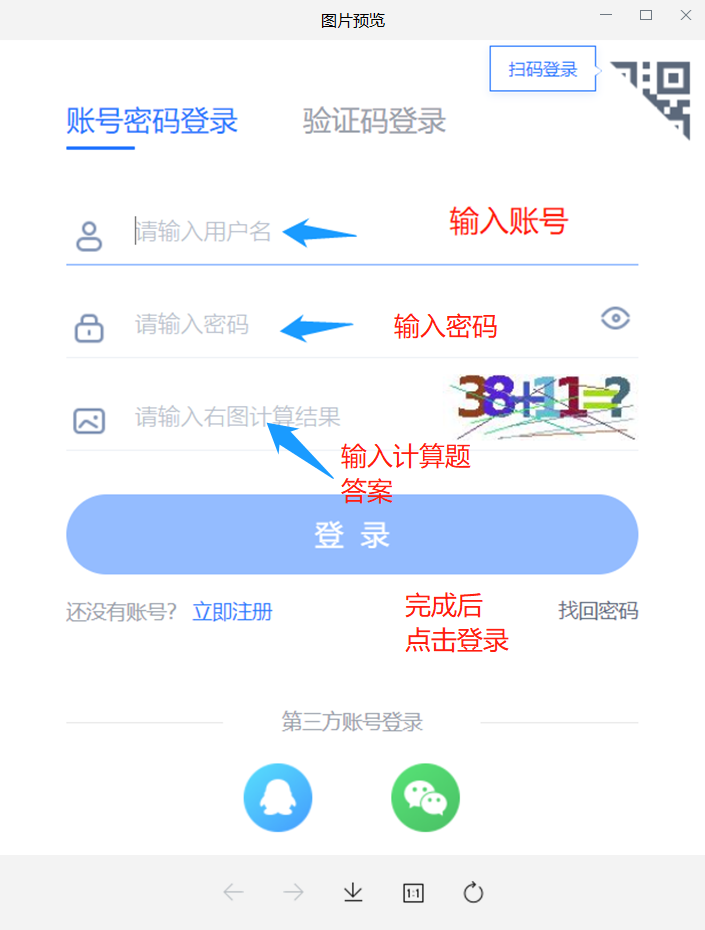 图片预览
扫码登录
账号密码登录
验证码登录
请输入用户名
输入账号
请输入密码
输入密码
请输入右图计算结果
38+11=?
输入计算题
答案
登 录
还没有账号？ 立即注册
完成后
点击登录
找回密码
第三方账号登录
1:1